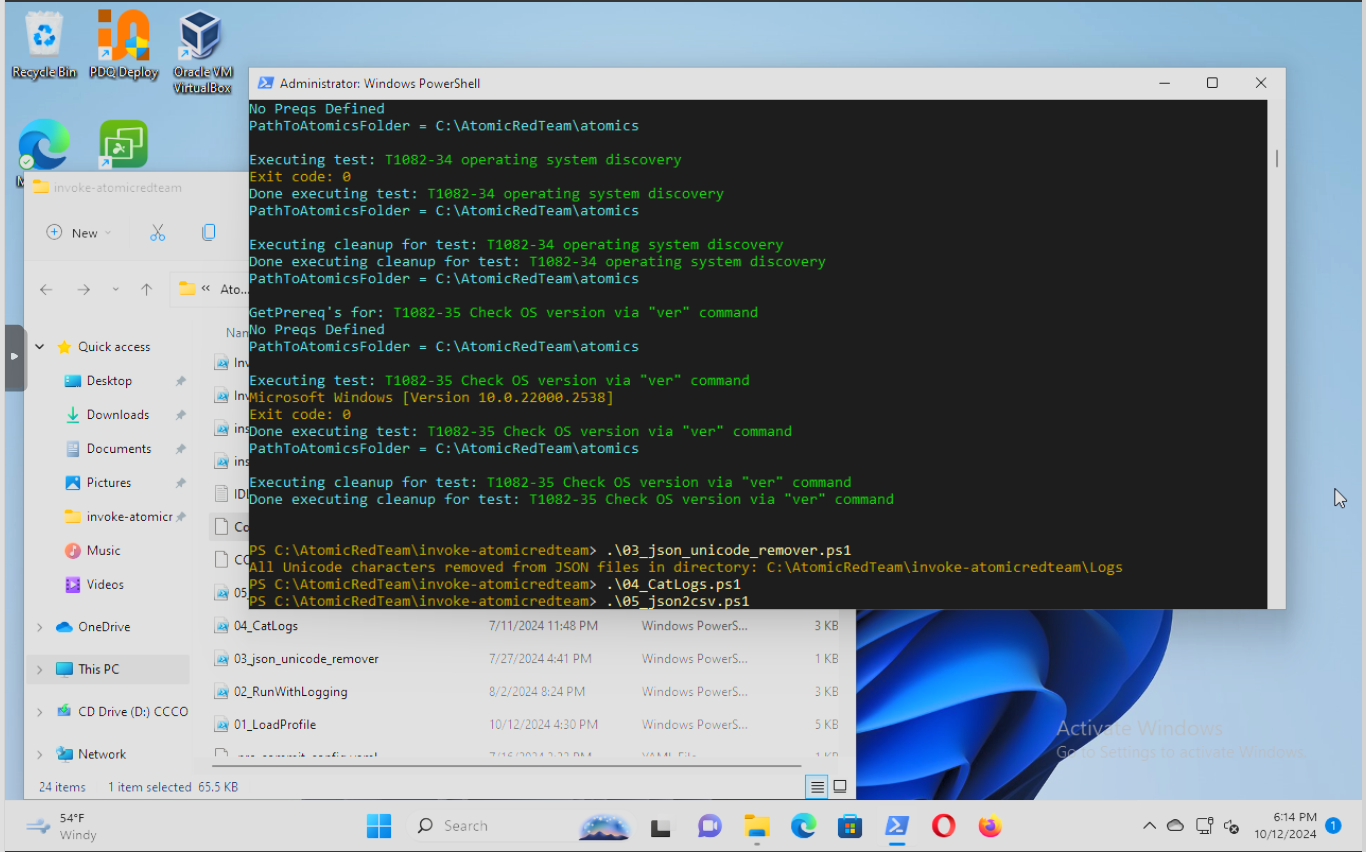 Recycle Bin
PDQ Deploy
Oracle VM
VirtualBox
Administrator: Windows PowerShell
No Preqs Defined
PathToAtomicsFolder = C:\AtomicRedTeam\atomics
Executing test: T1082-34 operating system discovery
Exit code: 0
Done executing test: T1082-34 operating system discovery
PathToAtomicsFolder = C:\AtomicRedTeam\atomics
Executing cleanup for test: T1082-34 operating system discovery
Done executing cleanup for test: T1082-34 operating system discovery
PathToAtomicsFolder = C:\AtomicRedTeam\atomics
GetPrereq's for: T1082-35 Check OS version via "ver" command
No Preqs Defined
PathToAtomicsFolder = C:\AtomicRedTeam\atomics
Executing test: T1082-35 Check OS version via "ver" command
Microsoft Windows [Version 10.0.22000.2538]
Exit code: 0
Done executing test: T1082-35 Check OS version via "ver" command
PathToAtomicsFolder = C:\AtomicRedTeam\atomics
Executing cleanup for test: T1082-35 Check OS version via "ver" command
Done executing cleanup for test: T1082-35 Check OS version via "ver" command
PS C:\AtomicRedTeam\invoke-atomicredteam> .\03_json_unicode_remover.ps1
All Unicode characters removed from JSON files in directory: C:\AtomicRedTeam\invoke-atomicredteam\Logs
PS C:\AtomicRedTeam\invoke-atomicredteam> .\04_CatLogs.ps1
PS C:\AtomicRedTeam\invoke-atomicredteam> .\05_json2csv.ps1
invoke-atomicredteam
New
« Ato...
Quick access
Desktop
Downloads
Documents
Pictures
invoke-atomicr
Music
Videos
OneDrive
This PC
CD Drive (D:) CCCO
Network
Nan
Inv
Inv
ins
ins
Co
CO
05_
04_CatLogs 7/11/2024 11:48 PM Windows PowerS... 3 KB
03_json_unicode_remover 7/27/2024 4:41 PM Windows PowerS... 1 KB
02_RunWithLogging 8/2/2024 8:24 PM Windows PowerS... 3 KB
01_LoadProfile 10/12/2024 4:30 PM Windows PowerS... 5 KB
24 items 1 item selected 65.5 KB
Activate Windows
Go to Settings to activate Windows.
54°F
Windy
Search
6:14 PM
10/12/2024
1